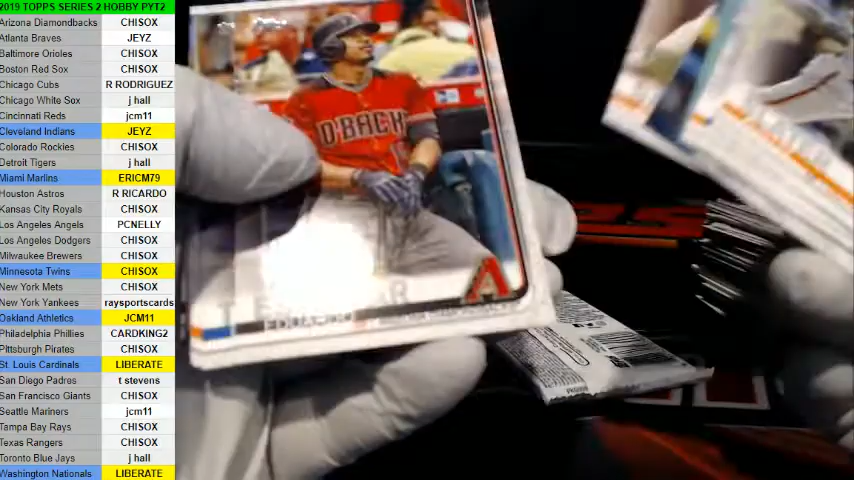 2019 TOPPS SERIES 2 HOBBY PYT2
Arizona Diamondbacks CHISOX
Atlanta Braves JEYZ
Baltimore Orioles CHISOX
Boston Red Sox CHISOX
Chicago Cubs R RODRIGUEZ
Chicago White Sox j hall
Cincinnati Reds jcm11
Cleveland Indians JEYZ
Colorado Rockies CHISOX
Detroit Tigers j hall
Miami Marlins ERICM79
Houston Astros R RICARDO
Kansas City Royals CHISOX
Los Angeles Angels PCNELLY
Los Angeles Dodgers CHISOX
Milwaukee Brewers CHISOX
Minnesota Twins CHISOX
New York Mets CHISOX
New York Yankees raysportscards
Oakland Athletics JCM11
Philadelphia Phillies CARDKING2
Pittsburgh Pirates CHISOX
St. Louis Cardinals LIBERATE
San Diego Padres t stevens
San Francisco Giants CHISOX
Seattle Mariners jcm11
Tampa Bay Rays CHISOX
Texas Rangers CHISOX
Toronto Blue Jays j hall
Washington Nationals LIBERATE
D·BACK
A